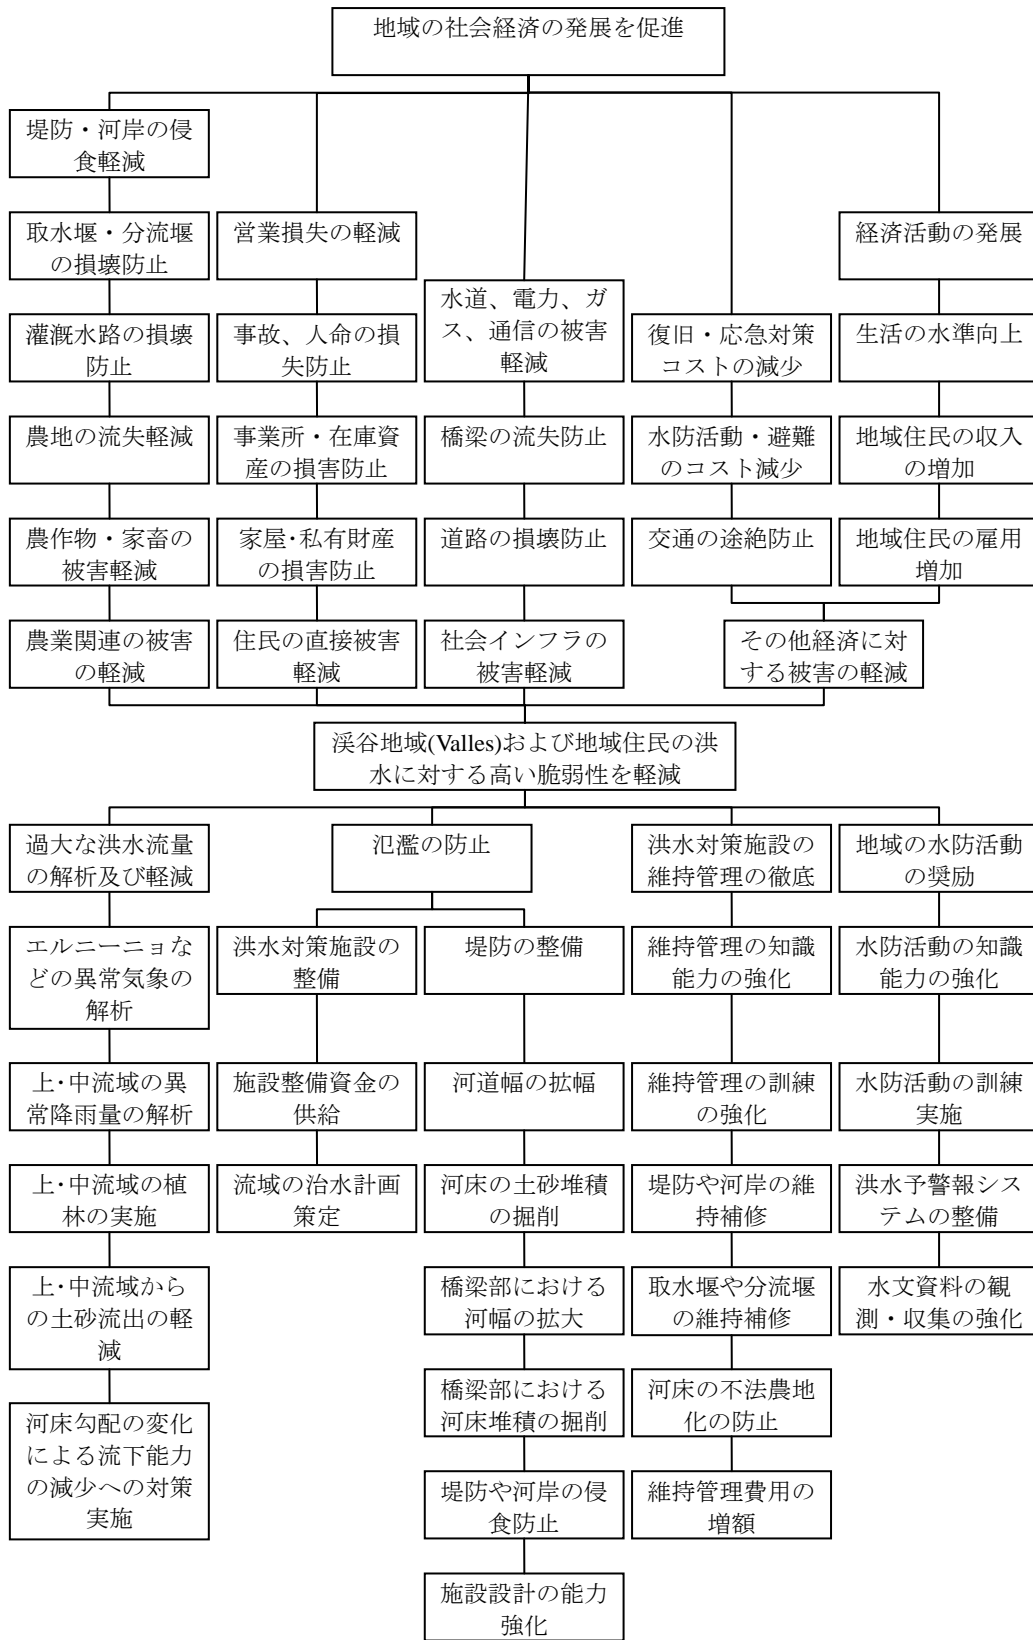 地域の社会経済の発展を促進
堤防・河岸の侵
食軽減
取水堰・分流堰
の損壊防止
営業損失の軽減
経済活動の発展
水道、電力、ガ
ス、通信の被害
軽減
灌漑水路の損壊
防止
事故、人命の損
失防止
復旧・応急対策
コストの減少
生活の水準向上
農地の流失軽減
事業所・在庫資
産の損害防止
橋梁の流失防止
水防活動・避難
のコスト減少
地域住民の収入
の増加
農作物・家畜の
被害軽減
家屋･私有財産
の損害防止
道路の損壊防止
交通の途絶防止
地域住民の雇用
増加
農業関連の被害
の軽減
住民の直接被害
軽減
社会インフラの
被害軽減
その他経済に対
する被害の軽減
渓谷地域(Valles)および地域住民の洪
水に対する高い脆弱性を軽減
過大な洪水流量
の解析及び軽減
氾濫の防止
洪水対策施設の
維持管理の徹底
地域の水防活動
の奨励
エルニーニョな
どの異常気象の
解析
洪水対策施設の
整備
堤防の整備
維持管理の知識
能力の強化
水防活動の知識
能力の強化
上･中流域の異
常降雨量の解析
施設整備資金の
供給
河道幅の拡幅
維持管理の訓練
の強化
水防活動の訓練
実施
上･中流域の植
林の実施
流域の治水計画
策定
河床の土砂堆積
の掘削
堤防や河岸の維
持補修
洪水予警報シス
テムの整備
上･中流域から
の土砂流出の軽
減
橋梁部における
河幅の拡大
取水堰や分流堰
の維持補修
水文資料の観
測・収集の強化
河床勾配の変化
による流下能力
の減少への対策
実施
橋梁部における
河床堆積の掘削
河床の不法農地
化の防止
堤防や河岸の侵
食防止
維持管理費用の
増額
施設設計の能力
強化